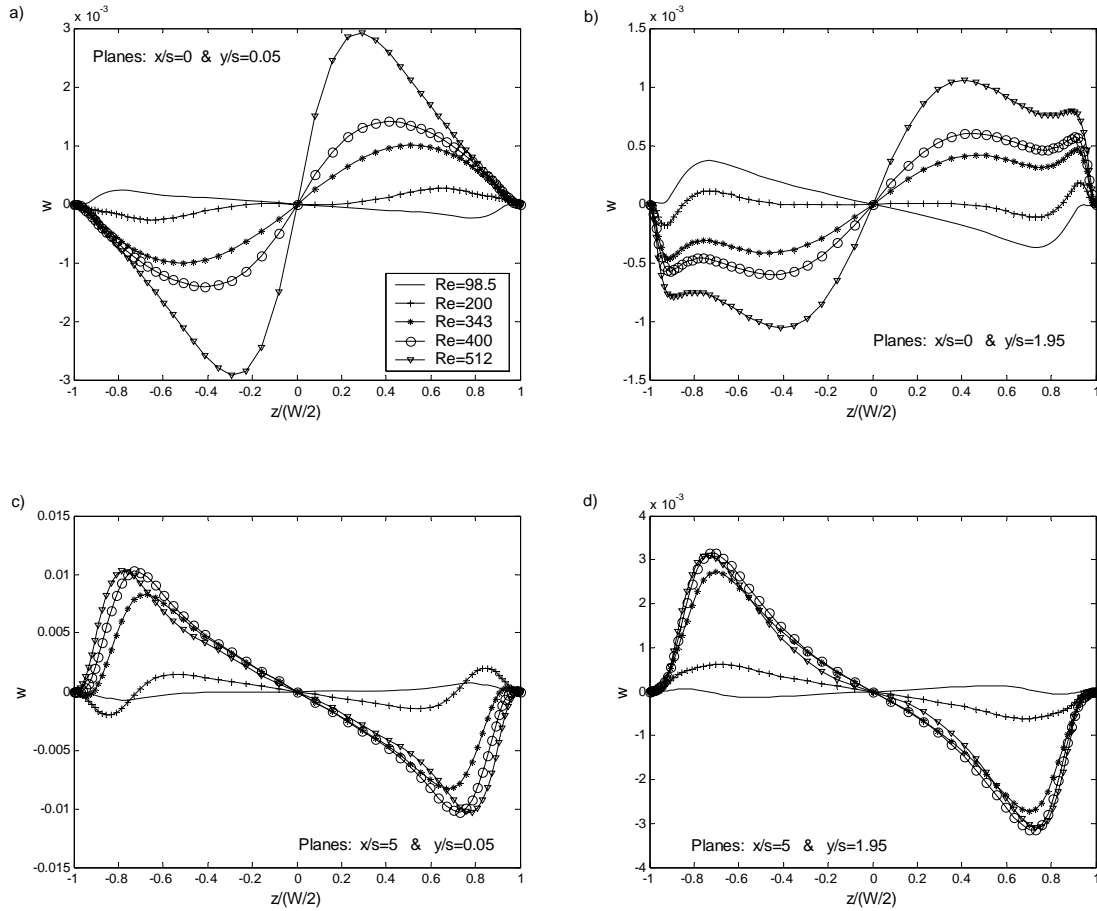 a)
x 10-3
3
2
1
0
-1
-2
-3
w
Planes: x/s=0 & y/s=0.05
Re=98.5
Re=200
Re=343
Re=400
Re=512
-1 -0.8 -0.6 -0.4 -0.2 0 0.2 0.4 0.6 0.8 1
z/(W/2)
b)
x 10-3
1.5
1
0.5
0
-0.5
-1
-1.5
w
Planes: x/s=0 & y/s=1.95
-1 -0.8 -0.6 -0.4 -0.2 0 0.2 0.4 0.6 0.8 1
z/(W/2)
c)
0.015
0.01
0.005
0
-0.005
-0.01
-0.015
w
Planes: x/s=5 & y/s=0.05
-1 -0.8 -0.6 -0.4 -0.2 0 0.2 0.4 0.6 0.8 1
z/(W/2)
d)
x 10-3
4
3
2
1
0
-1
-2
-3
-4
w
Planes: x/s=5 & y/s=1.95
-1 -0.8 -0.6 -0.4 -0.2 0 0.2 0.4 0.6 0.8 1
z/(W/2)